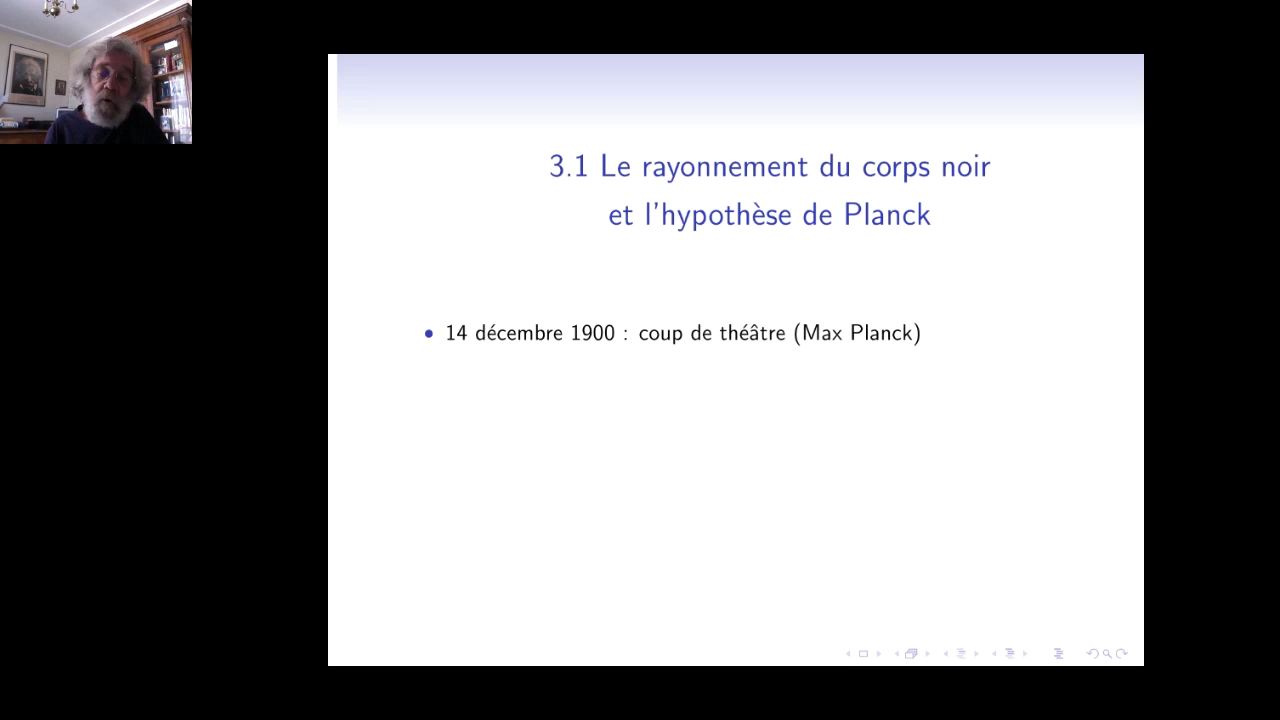 3.1 Le rayonnement du corps noir
et l'hypothèse de Planck
• 14 décembre 1900 : coup de théâtre (Max Planck)